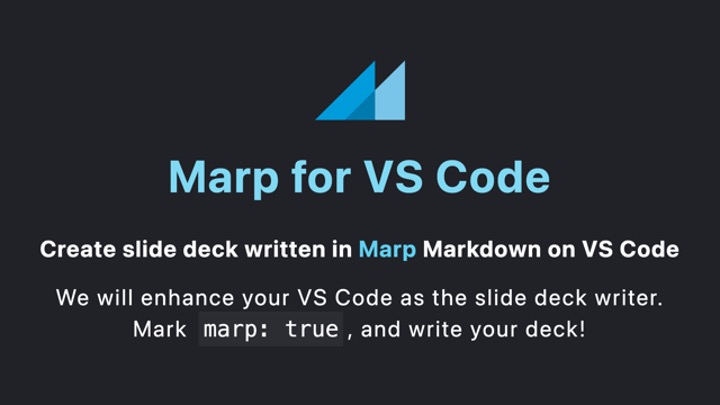 Marp for VS Code
Create slide deck written in Marp Markdown on VS Code
We will enhance your VS Code as the slide deck writer.
Mark marp: true, and write your deck!